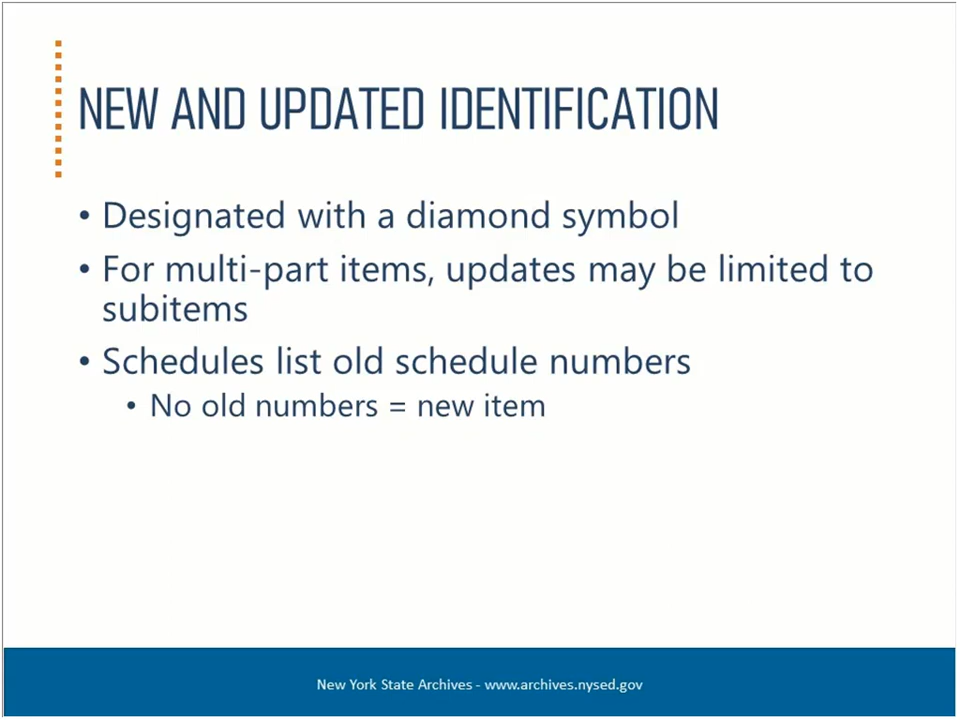 NEW AND UPDATED IDENTIFICATION
• Designated with a diamond symbol
• For multi-part items, updates may be limited to
subitems
• Schedules list old schedule numbers
• No old numbers = new item
New York State Archives - www.archives.nysed.gov